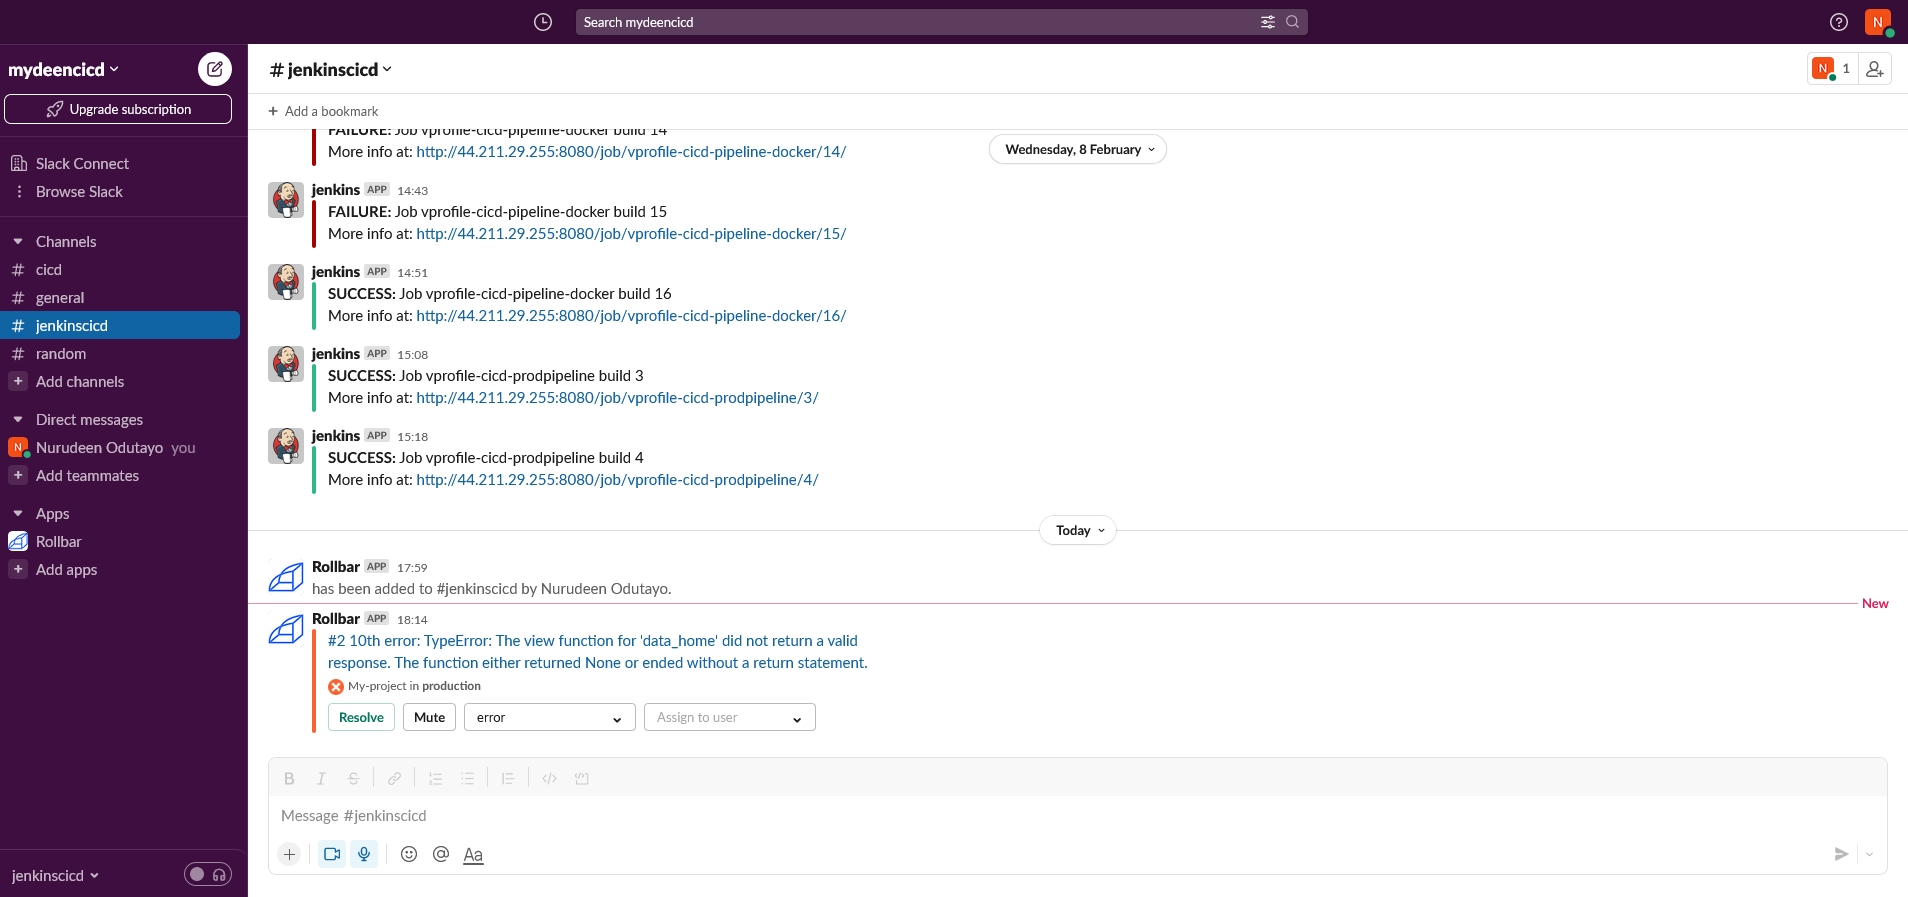 Search mydeencicd
N
mydeencicd
Upgrade subscription
Slack Connect
Browse Slack
Channels
# cicd
# general
# jenkinscicd
# random
+ Add channels
Direct messages
N Nurudeen Odutayo you
+ Add teammates
Apps
Rollbar
+ Add apps
jenkinscicd
# jenkinscicd
N 1
+ Add a bookmark
FAILURE: Job vprofile-cicd-pipeline-docker build 14
More info at: http://44.211.29.255:8080/job/vprofile-cicd-pipeline-docker/14/
Wednesday, 8 February
jenkins APP 14:43
FAILURE: Job vprofile-cicd-pipeline-docker build 15
More info at: http://44.211.29.255:8080/job/vprofile-cicd-pipeline-docker/15/
jenkins APP 14:51
SUCCESS: Job vprofile-cicd-pipeline-docker build 16
More info at: http://44.211.29.255:8080/job/vprofile-cicd-pipeline-docker/16/
jenkins APP 15:08
SUCCESS: Job vprofile-cicd-prodpipeline build 3
More info at: http://44.211.29.255:8080/job/vprofile-cicd-prodpipeline/3/
jenkins APP 15:18
SUCCESS: Job vprofile-cicd-prodpipeline build 4
More info at: http://44.211.29.255:8080/job/vprofile-cicd-prodpipeline/4/
Today
Rollbar APP 17:59
has been added to #jenkinscicd by Nurudeen Odutayo.
New
Rollbar APP 18:14
#2 10th error: TypeError: The view function for 'data_home' did not return a valid
response. The function either returned None or ended without a return statement.
My-project in production
Resolve Mute error Assign to user
B I S
Message #jenkinscicd
+ @ Aa